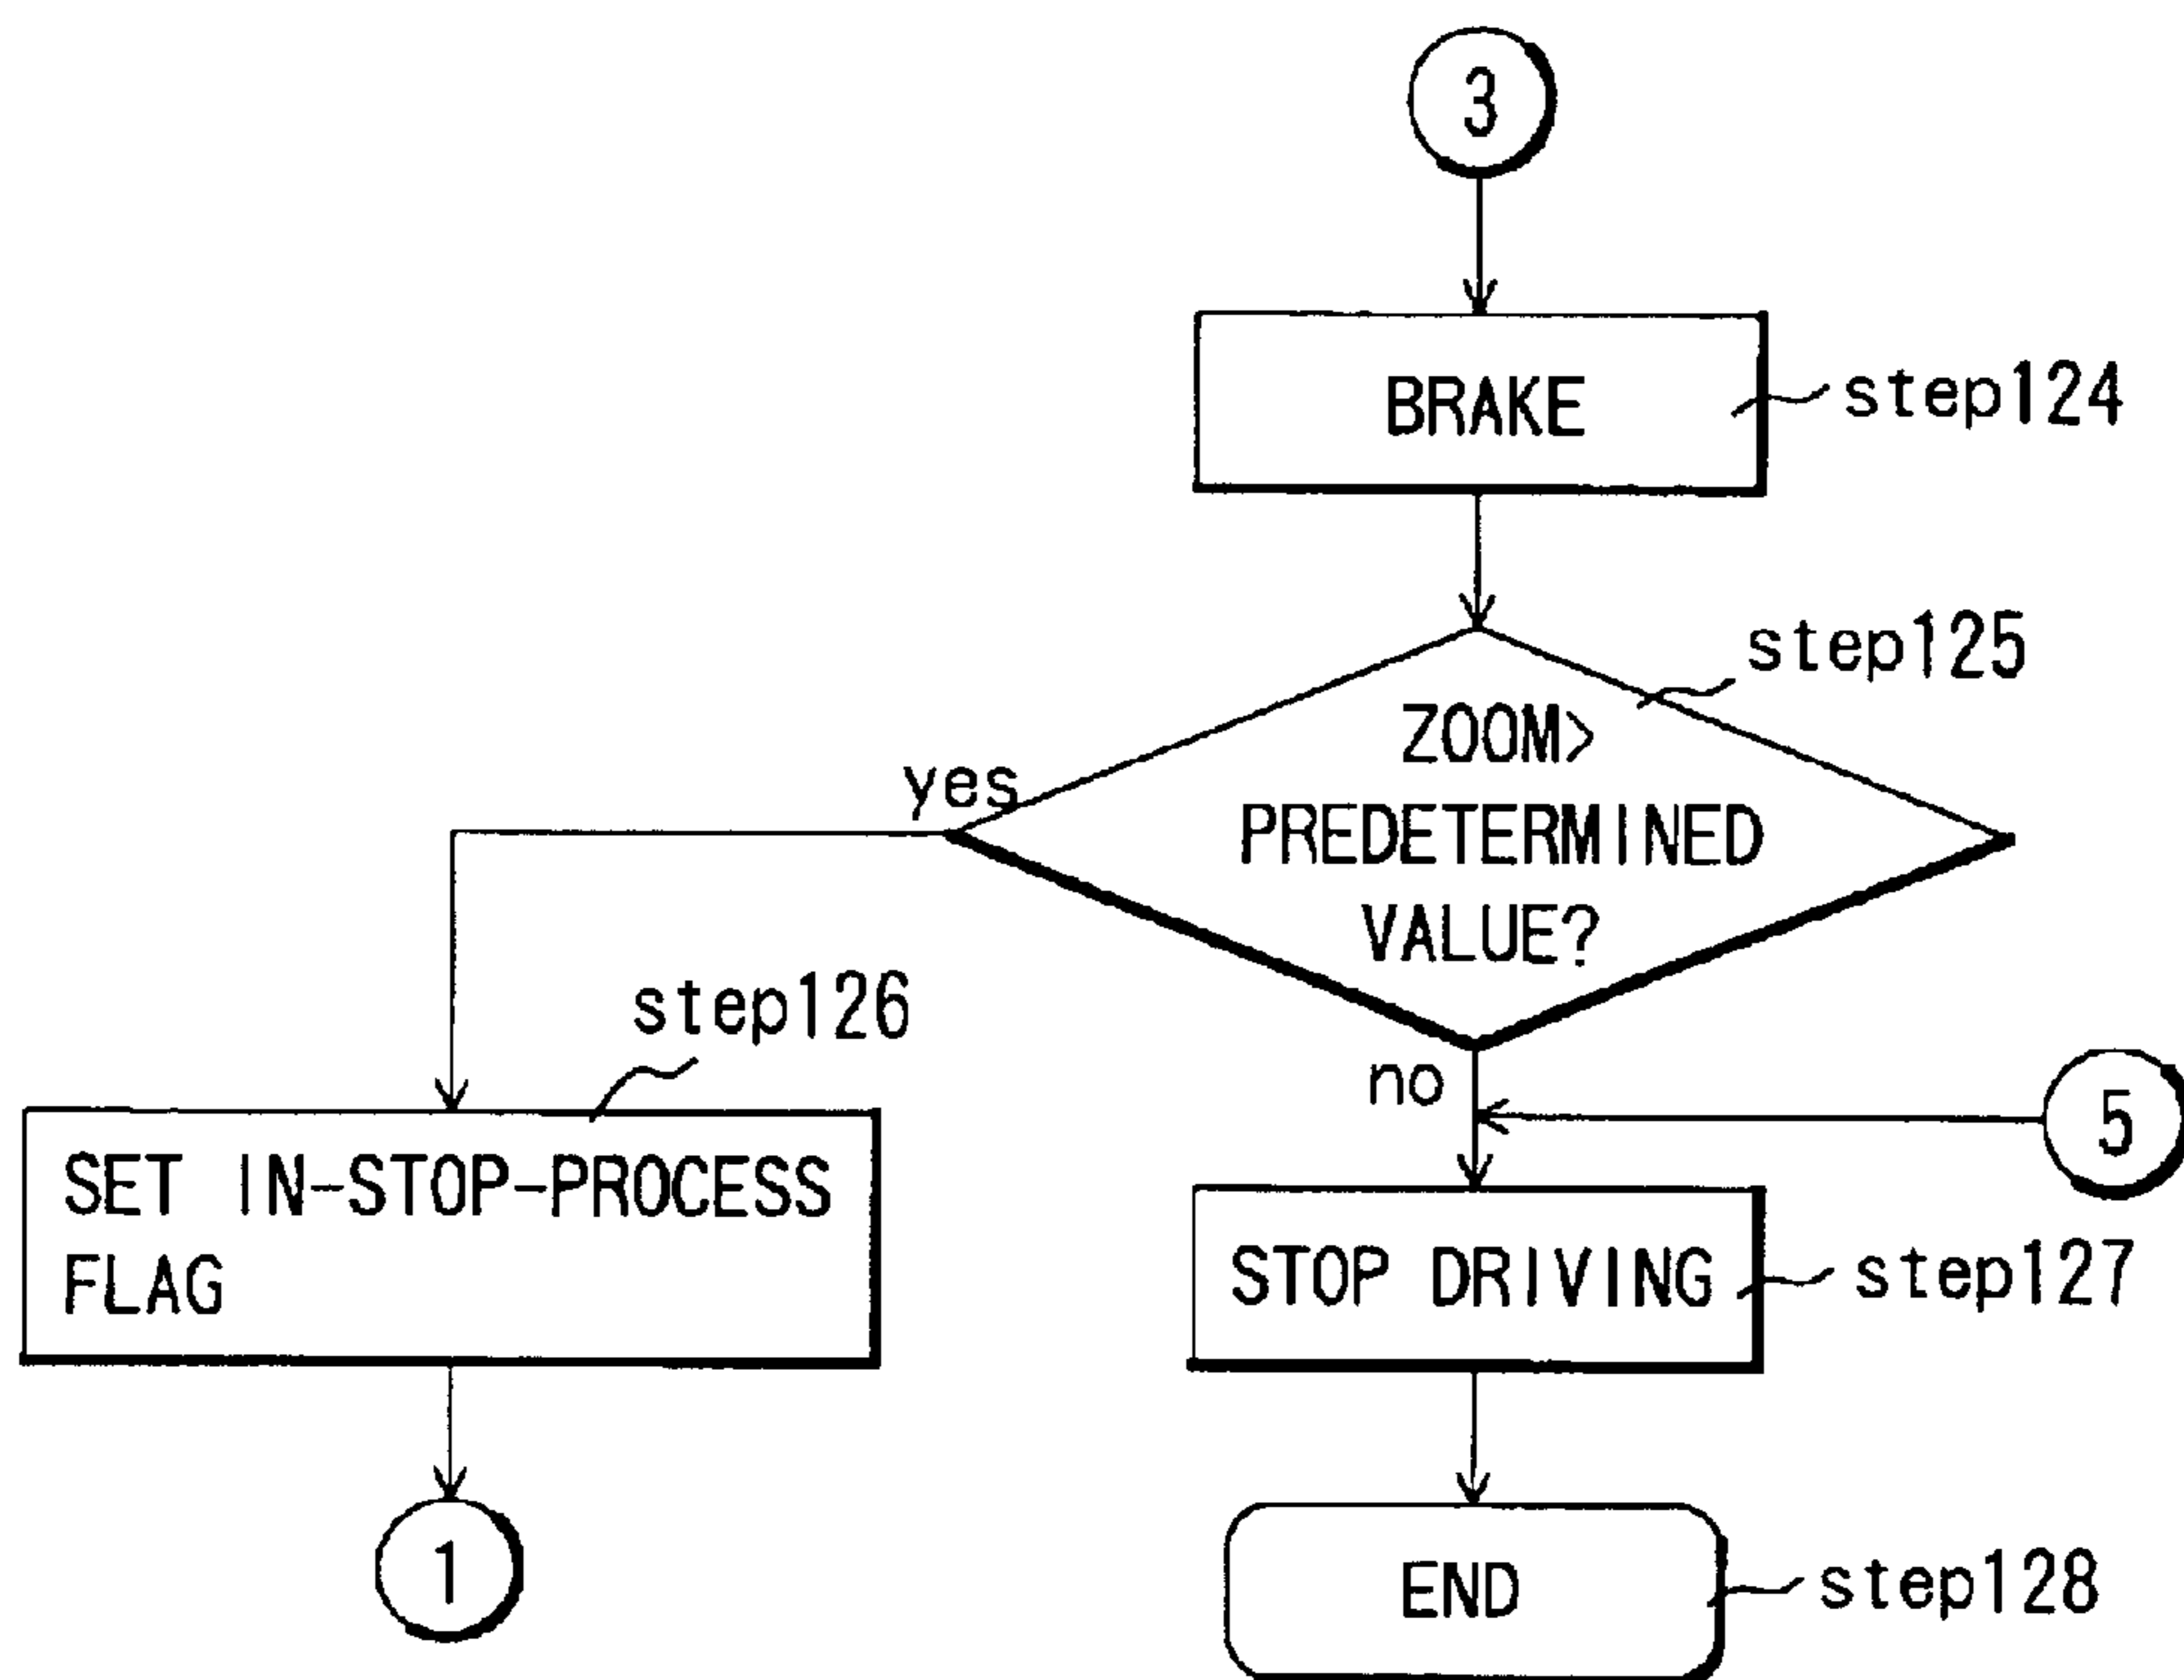 3
BRAKE
step124
step125
ZOOM>
PREDETERMINED
VALUE?
yes
no
step126
5
SET IN-STOP-PROCESS
FLAG
STOP DRIVING
step127
1
END
step128